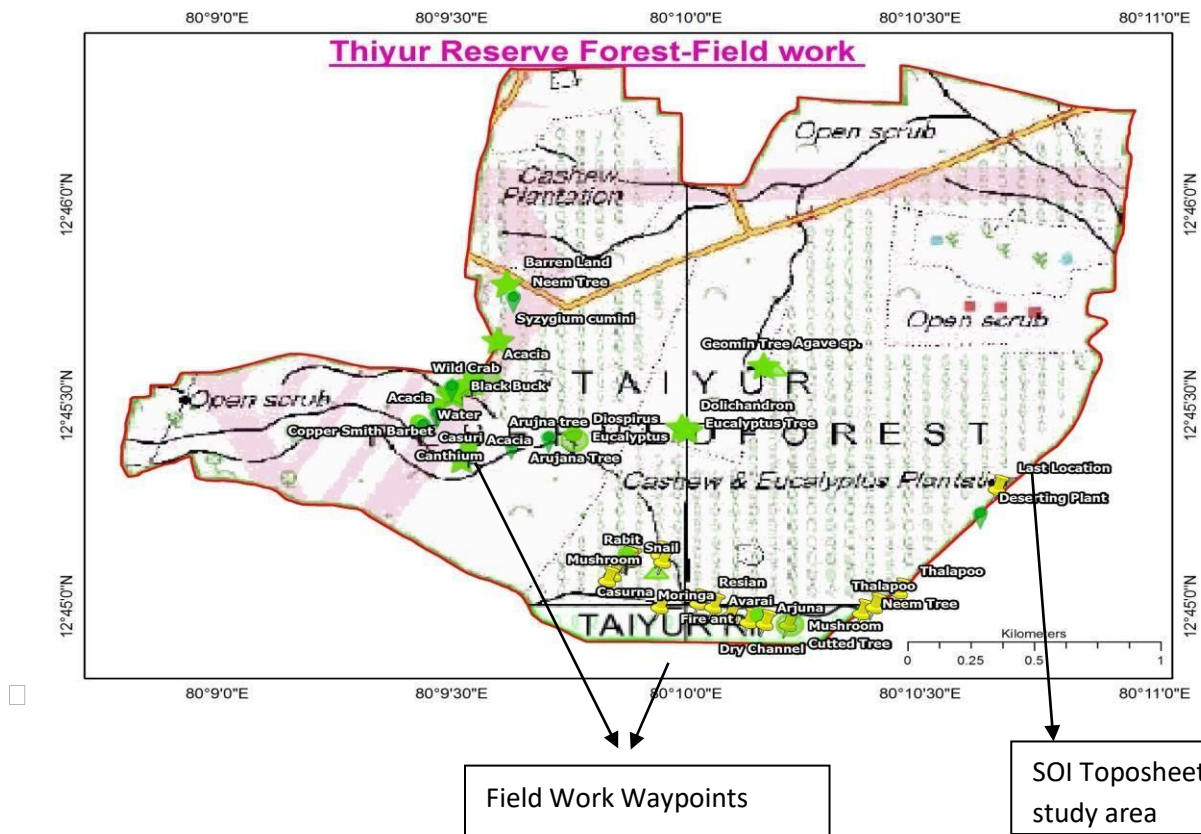 80°9'0"E 80°9'30"E 80°10'0"E 80°10'30"E 80°11'0"E
Thiyur Reserve Forest-Field work
Open scrub
Cashew
Plantation
12°46'0"N 12°46'0"N
Barren Land
Neem Tree
Syzygium cumini
Open scrub
Geomin Tree Agave sp.
Acacia
Wild Crab
Black Buck
TAIYUR
Acacia
Open scrub
12°45'30"N 12°45'30"N
Dolichandron
Water
Arujna tree Diospirus Eucalyptus Tree
Copper Smith Barbet
Casuri Acacia Eucalyptus
FOREST
Canthium Arujana Tree
Last Location
Cashew & Eucalyptus Plantatio
Deserting Plant
Rabit Snail
Mushroom
Thalapoo
Resian
Casurna Moringa Avarai Arjuna Thalapoo
Neem Tree
12°45'0"N 12°45'0"N
Fire ant Mushroom
TAIYUR R
Dry Channel Cutted Tree
Kilometers
0 0.25 0.5 1
80°9'0"E 80°9'30"E 80°10'0"E 80°10'30"E 80°11'0"E
Field Work Waypoints
SOI Toposheet
study area